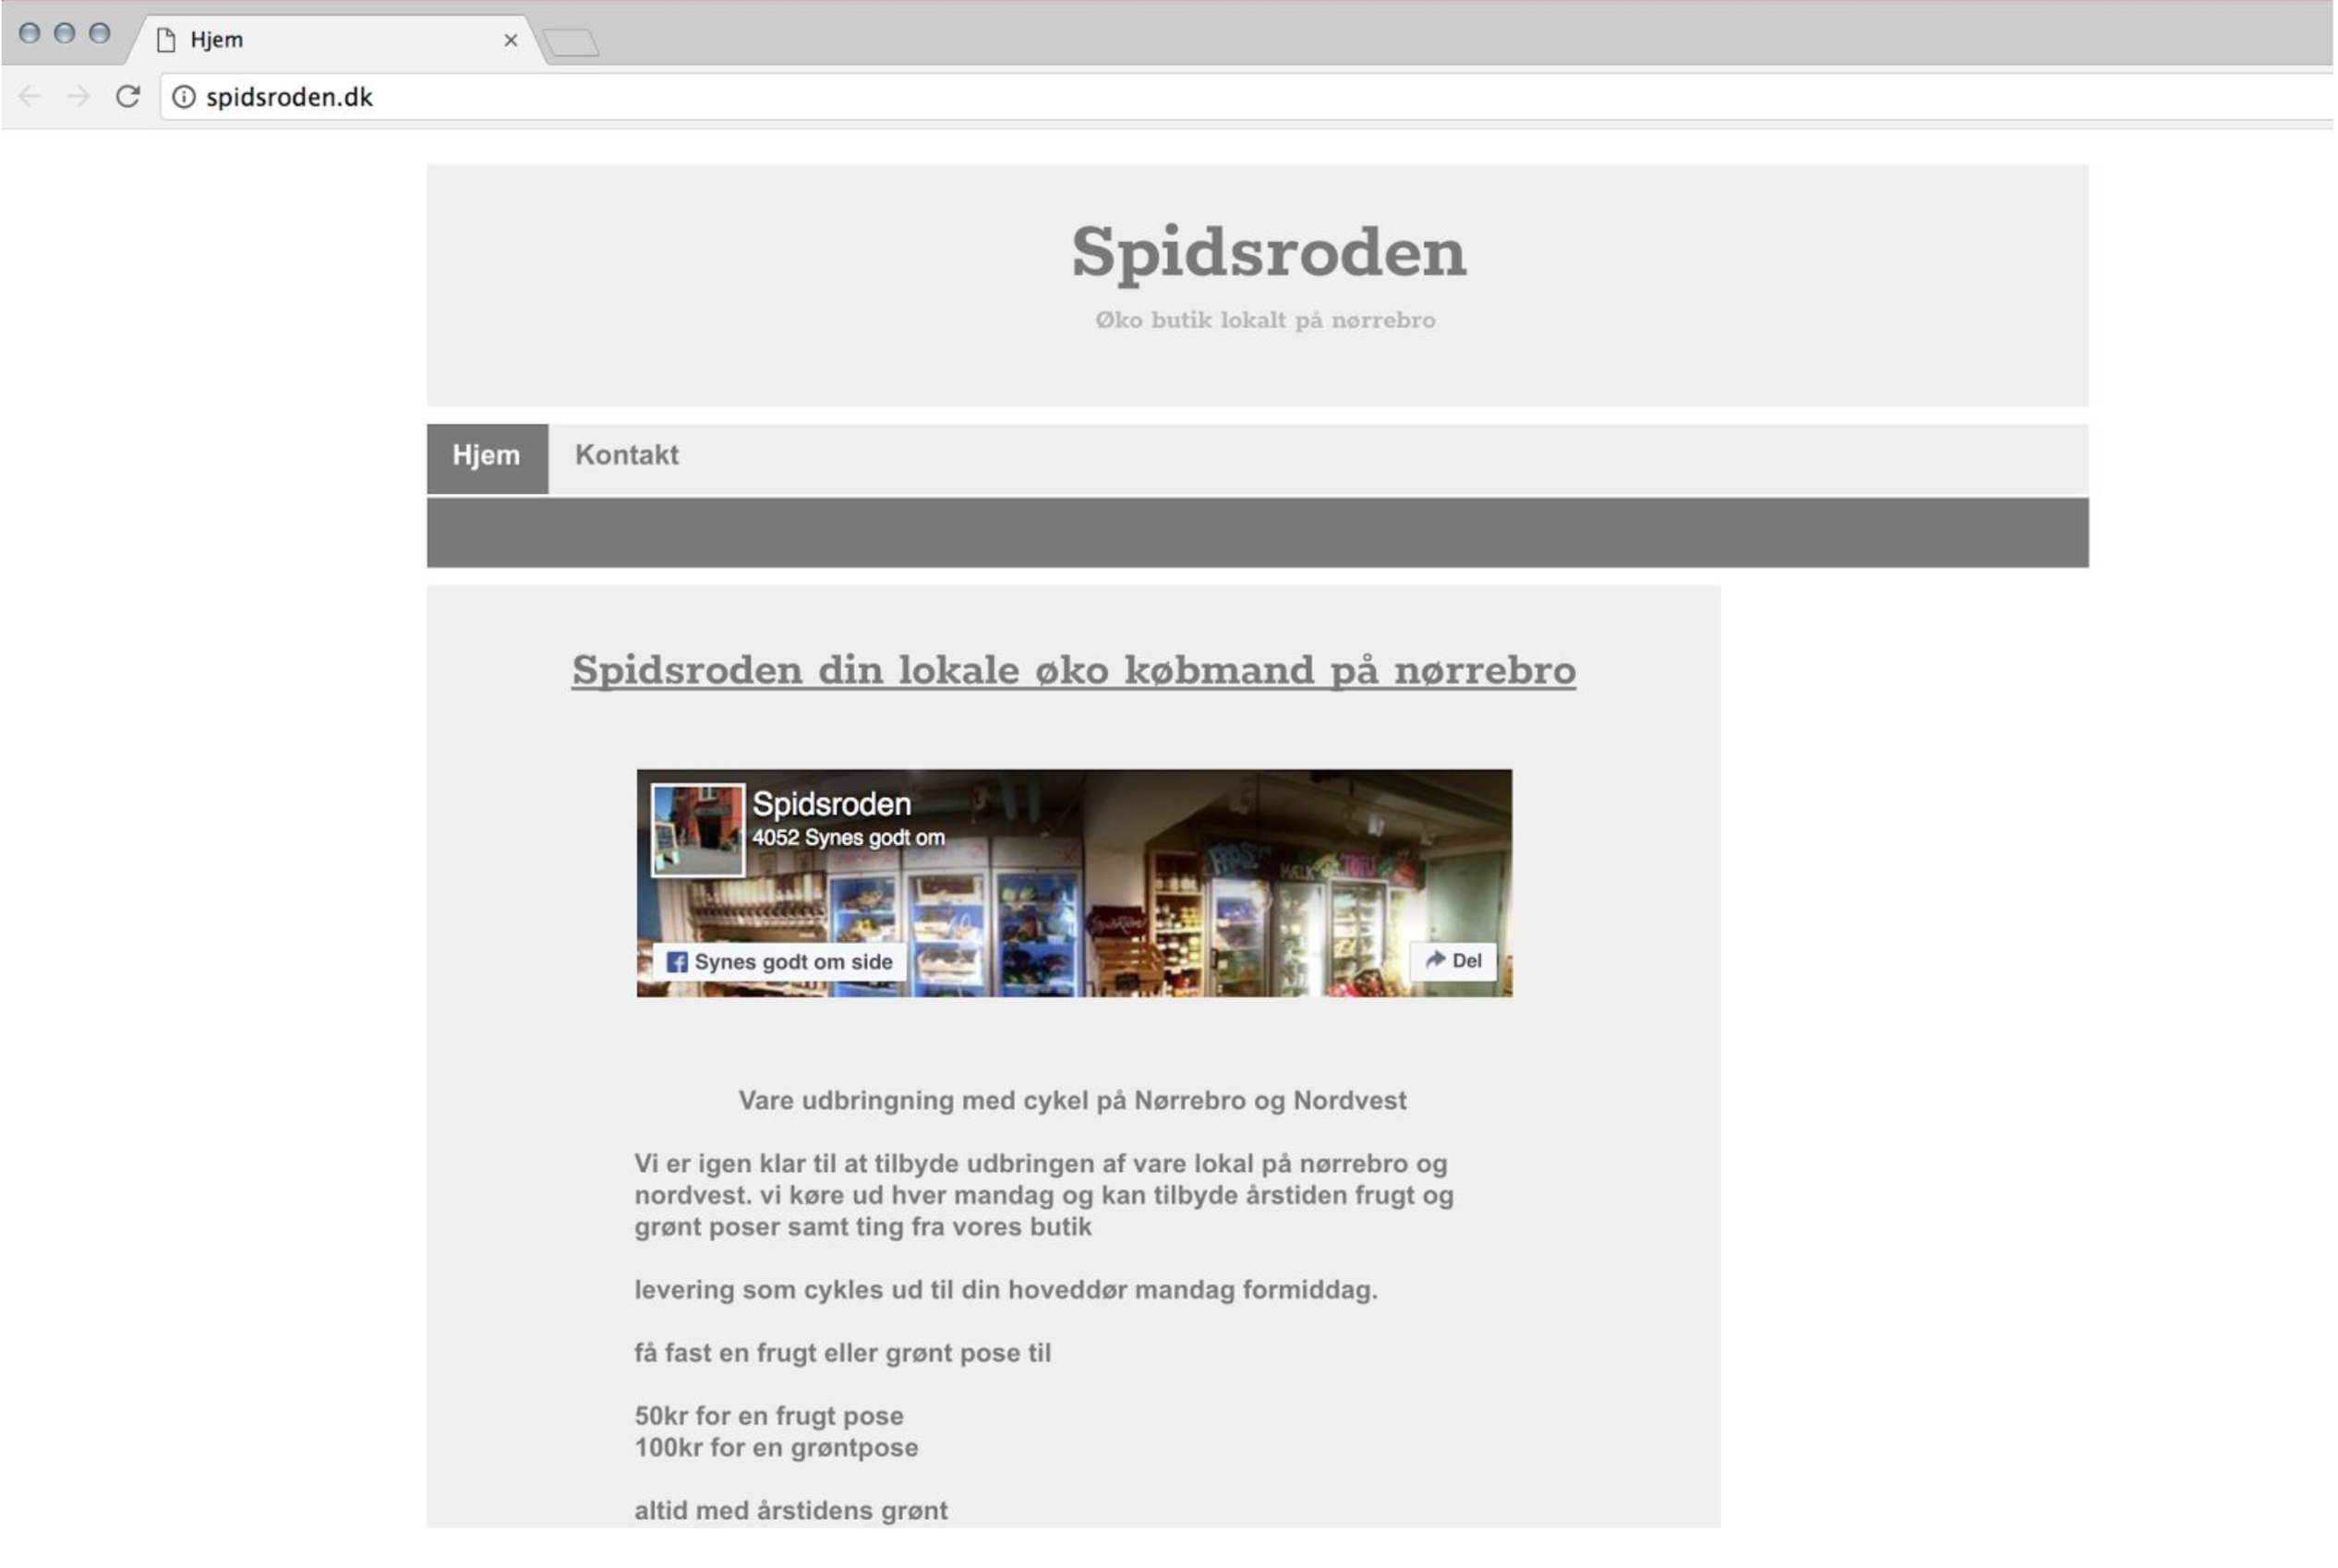 Hjem
spidsroden.dk
Spidsroden
Øko butik lokalt på nørrebro
Hjem
Kontakt
Spidsroden din lokale øko købmand på nørrebro
Spidsroden
4052 Synes godt om
FROST
MÆLK
TOFU
Spidsroden
Synes godt om side
Del
Vare udbringning med cykel på Nørrebro og Nordvest
Vi er igen klar til at tilbyde udbringen af vare lokal på nørrebro og
nordvest. vi køre ud hver mandag og kan tilbyde årstiden frugt og
grønt poser samt ting fra vores butik
levering som cykles ud til din hoveddør mandag formiddag.
få fast en frugt eller grønt pose til
50kr for en frugt pose
100kr for en grøntpose
altid med årstidens grønt